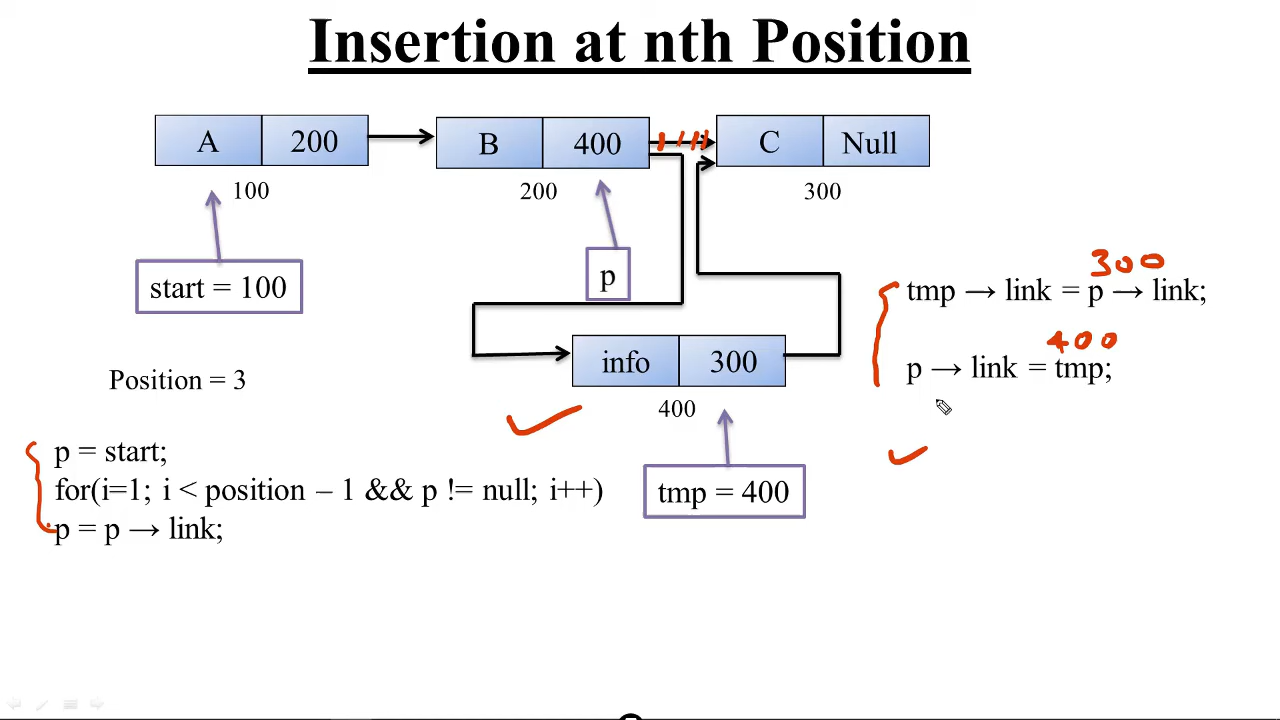 Insertion at nth Position
A 200
B 400
C Null
100
200
300
start = 100
p
300
tmp → link = p → link;
400
p → link = tmp;
info 300
400
Position = 3
tmp = 400
p = start;
for(i=1; i < position – 1 && p != null; i++)
p = p → link;